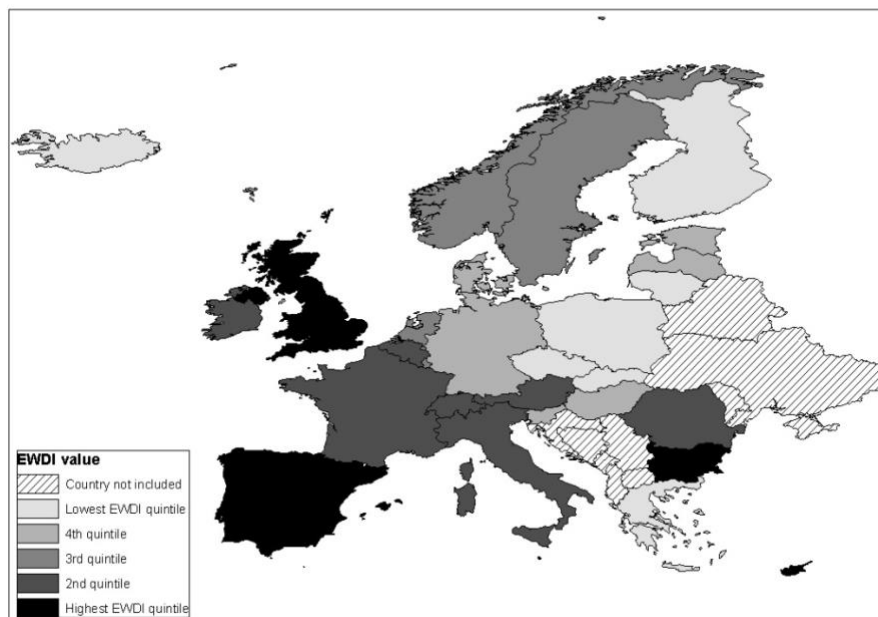 EWDI value
Country not included
Lowest EWDI quintile
4th quintile
3rd quintile
2nd quintile
Highest EWDI quintile